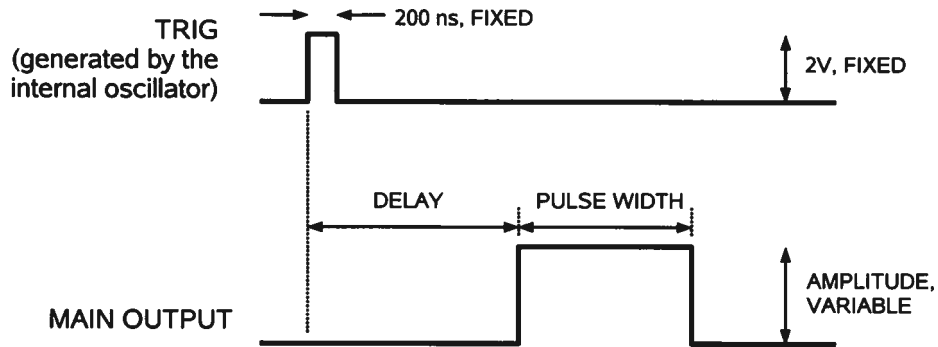 TRIG
(generated by the
internal oscillator)
200 ns, FIXED
2V, FIXED
DELAY
PULSE WIDTH
AMPLITUDE,
VARIABLE
MAIN OUTPUT